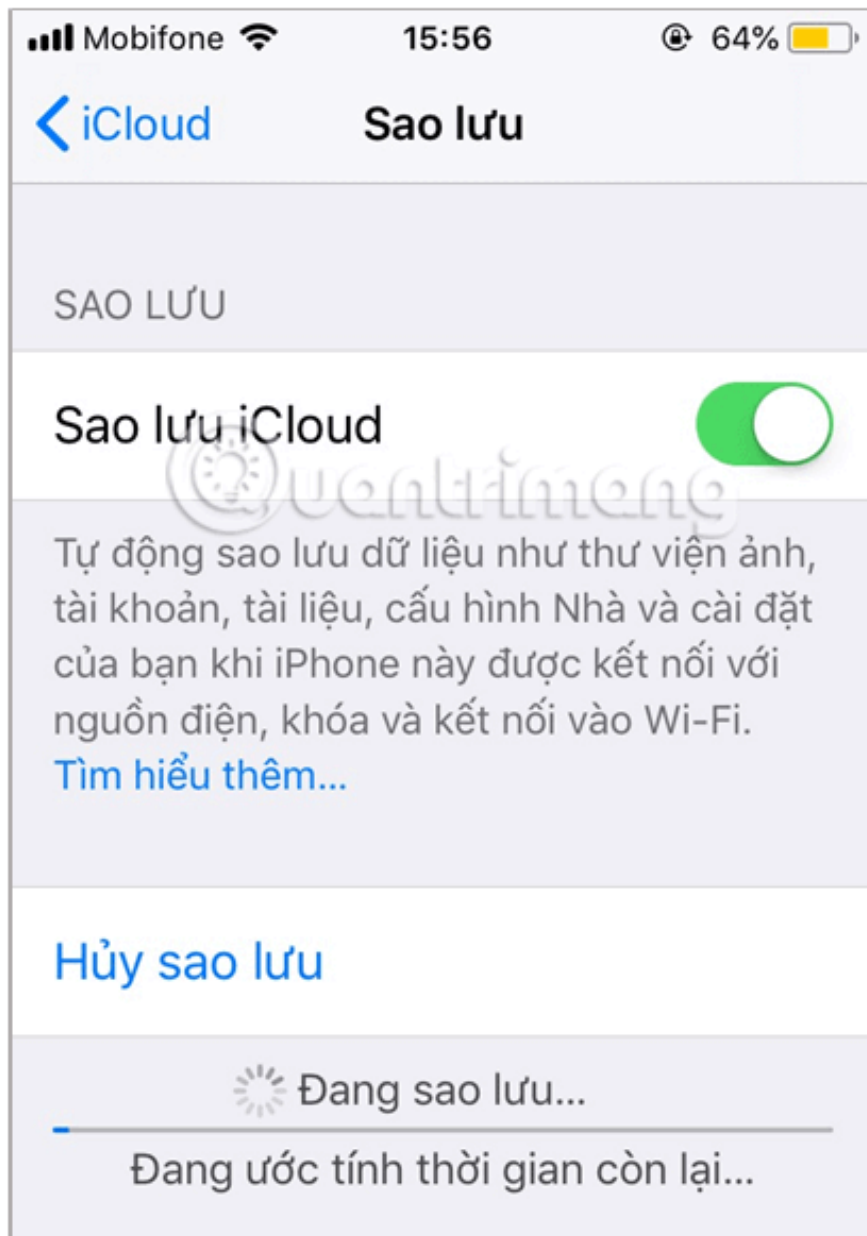 Mobifone 15:56 64%
iCloud Sao lưu
SAO LƯU
Sao lưu iCloud
Quantrimang
Tự động sao lưu dữ liệu như thư viện ảnh,
tài khoản, tài liệu, cấu hình Nhà và cài đặt
của bạn khi iPhone này được kết nối với
nguồn điện, khóa và kết nối vào Wi-Fi.
Tìm hiểu thêm...
Hủy sao lưu
Đang sao lưu...
Đang ước tính thời gian còn lại...